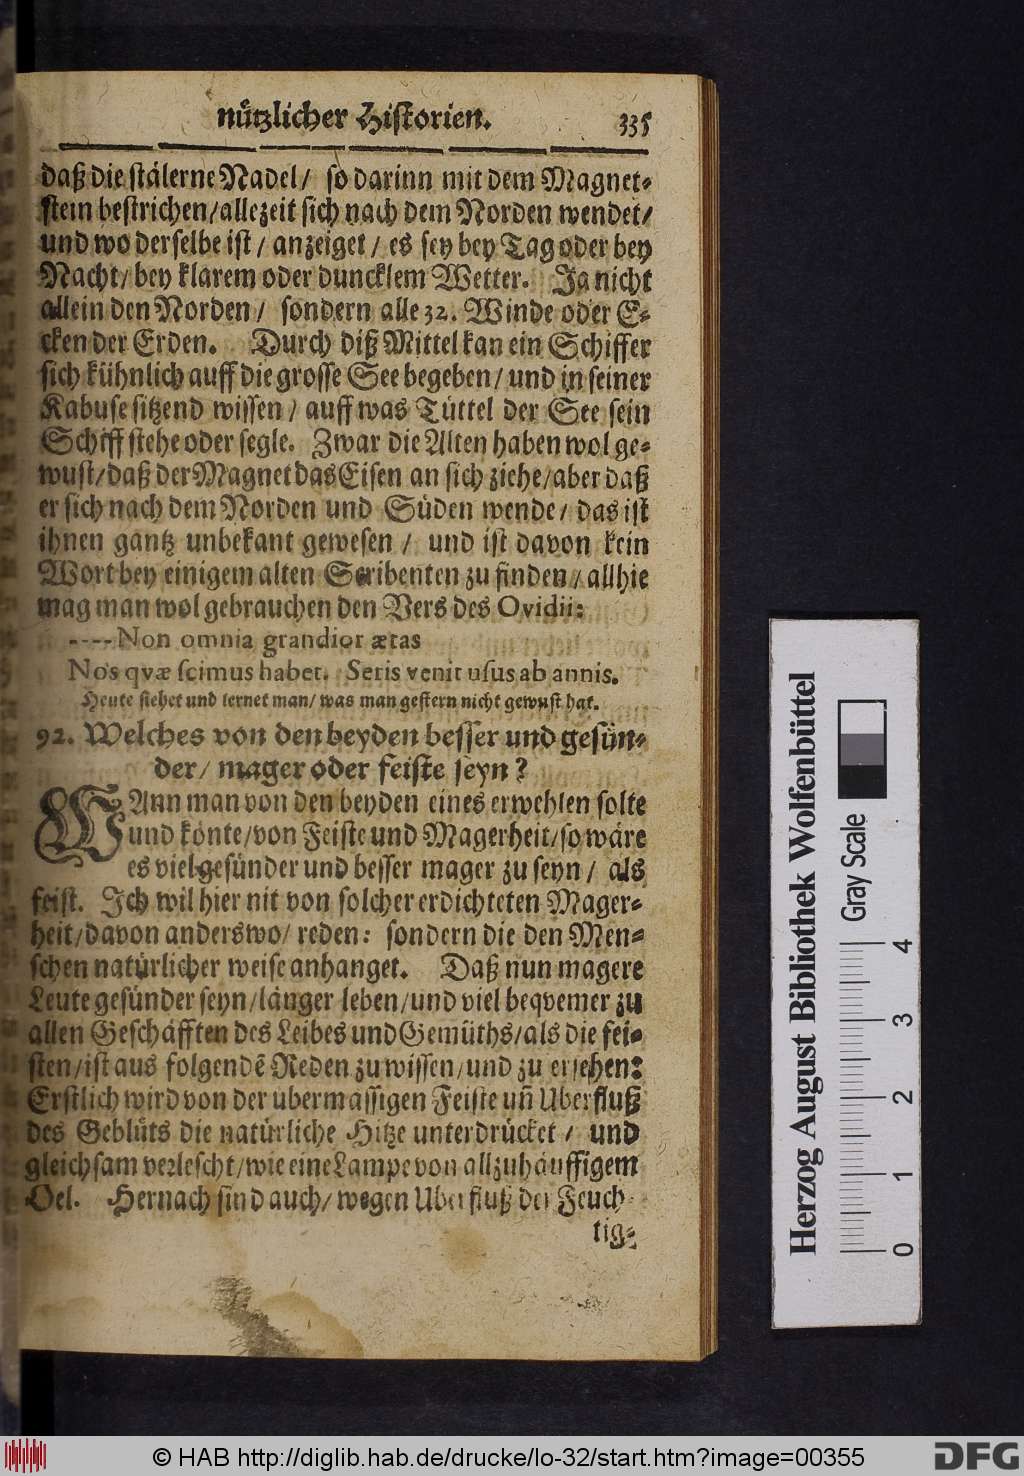 nützlicher Historien. 335
daß die stälerne Nadel/ so darinn mit dem Magnet-
stein bestrichen/allezeit sich nach dem Norden wendet/
und wo derselbe ist/ anzeiget/ es sey bey Tag oder bey
Nacht/ bey klarem oder duncklem Wetter. Ja nicht
allein den Norden/ sondern alle 32. Winde oder E-
cken der Erden. Durch diß Mittel kan ein Schiffer
sich kühnlich auff die grosse See begeben/ und in seiner
Kabuse sitzend wissen/ auff was Tüttel der See sein
Schiff stehe oder segle. Zwar die Alten haben wol ge-
wust/daß der Magnet das Eisen an sich ziehe/aber daß
er sich nach dem Norden und Süden wende/ das ist
ihnen gantz unbekant gewesen/ und ist davon kein
Wort bey einigem alten Scribenten zu finden/ allhie
mag man wol gebrauchen den Vers des Ovidii:
----Non omnia grandior ætas
Nos qvæ scimus habet. Seris venit usus ab annis.
Heute siehet und lernet man/ was man gestern nicht gewust hat.
92. Welches von den beyden besser und gesün-
der/ mager oder feiste seyn?
WAnn man von den beyden eines erwehlen solte
und könte/von Feiste und Magerheit/so wäre
es viel gesünder und besser mager zu seyn/ als
feist. Ich wil hier nit von solcher erdichteten Mager-
heit/davon anderswo/ reden: sondern die den Men-
schen natürlicher weise anhanget. Daß nun magere
Leute gesünder seyn/länger leben/und viel beqvemer zu
allen Geschäfften des Leibes und Gemüths/als die fei-
sten/ist aus folgendē Reden zu wissen/und zu ersehen:
Erstlich wird von der übermässigen Feiste uñ Uberfluß
des Geblüts die natürliche Hitze unterdrücket/ und
gleichsam verlescht/wie eine Lampe von allzuhäuffigem
Oel. Hernach sind auch/ wegen Uberfluß der Feuch-
tig-
Herzog August Bibliothek Wolfenbüttel
Gray Scale
0 1 2 3 4
© HAB http://diglib.hab.de/drucke/lo-32/start.htm?image=00355
DFG